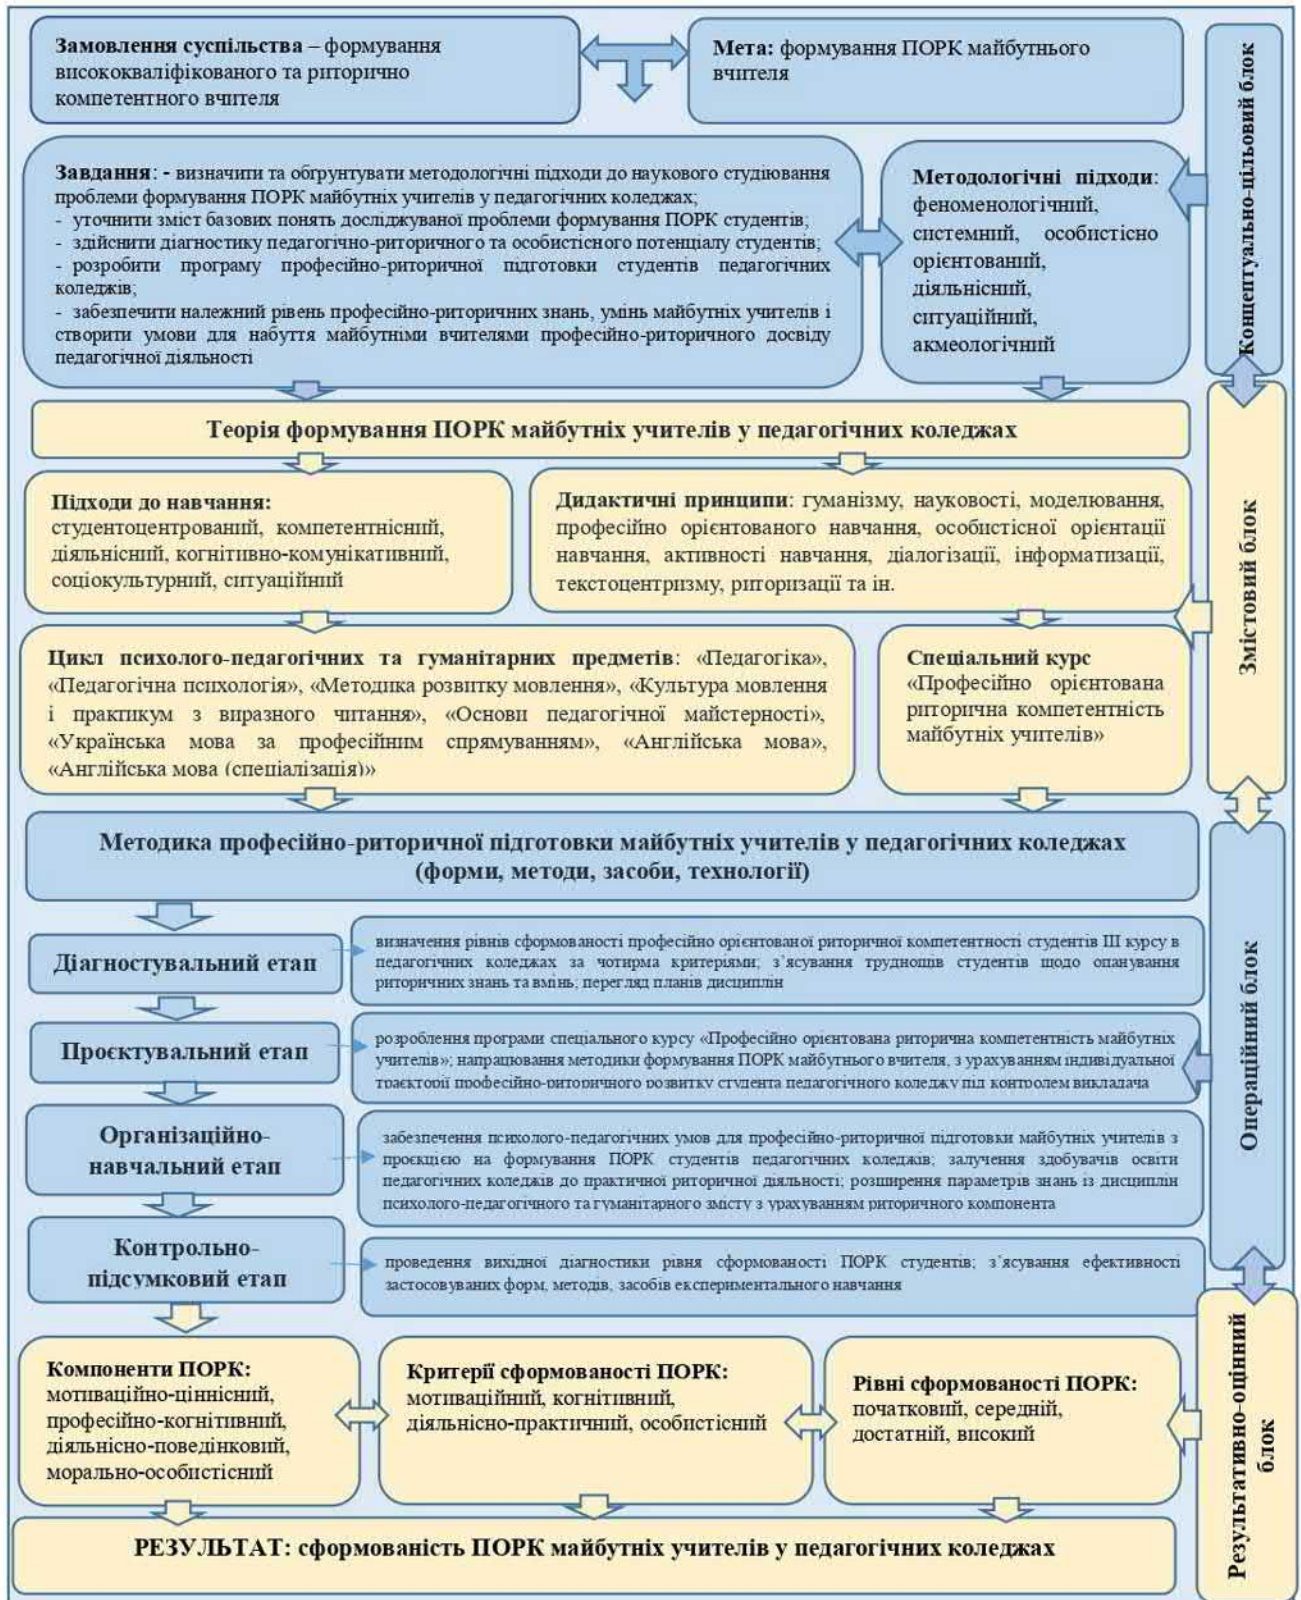 Замовлення суспільства – формування
висококваліфікованого та риторично
компетентного вчителя
Мета: формування ПОРК майбутнього
вчителя
Концептуально-цільовий блок
Завдання: - визначити та обґрунтувати методологічні підходи до наукового студіювання
проблеми формування ПОРК майбутніх учителів у педагогічних коледжах;
- уточнити зміст базових понять досліджуваної проблеми формування ПОРК студентів;
- здійснити діагностику педагогічно-риторичного та особистісного потенціалу студентів;
- розробити програму професійно-риторичної підготовки студентів педагогічних
коледжів;
- забезпечити належний рівень професійно-риторичних знань, умінь майбутніх учителів і
створити умови для набуття майбутніми вчителями професійно-риторичного досвіду
педагогічної діяльності
Методологічні підходи:
феноменологічний,
системний, особистісно
орієнтований,
діяльнісний,
ситуаційний,
акмеологічний
Теорія формування ПОРК майбутніх учителів у педагогічних коледжах
Змістовий блок
Підходи до навчання:
студентоцентрований, компетентнісний,
діяльнісний, когнітивно-комунікативний,
соціокультурний, ситуаційний
Дидактичні принципи: гуманізму, науковості, моделювання,
професійно орієнтованого навчання, особистісної орієнтації
навчання, активності навчання, діалогізації, інформатизації,
текстоцентризму, риторизації та ін.
Цикл психолого-педагогічних та гуманітарних предметів: «Педагогіка»,
«Педагогічна психологія», «Методика розвитку мовлення», «Культура мовлення
і практикум з виразного читання», «Основи педагогічної майстерності»,
«Українська мова за професійним спрямуванням», «Англійська мова»,
«Англійська мова (спеціалізація)»
Спеціальний курс
«Професійно орієнтована
риторична компетентність
майбутніх учителів»
Методика професійно-риторичної підготовки майбутніх учителів у педагогічних коледжах
(форми, методи, засоби, технології)
Операційний блок
Діагностувальний етап
визначення рівнів сформованості професійно орієнтованої риторичної компетентності студентів ІІІ курсу в
педагогічних коледжах за чотирма критеріями; з’ясування труднощів студентів щодо опанування
риторичних знань та вмінь; перегляд планів дисциплін
Проєктувальний етап
розроблення програми спеціального курсу «Професійно орієнтована риторична компетентність майбутніх
учителів»; напрацювання методики формування ПОРК майбутнього вчителя, з урахуванням індивідуальної
траєкторії професійно-риторичного розвитку студента педагогічного коледжу під контролем викладача
Організаційно-
навчальний етап
забезпечення психолого-педагогічних умов для професійно-риторичної підготовки майбутніх учителів з
проєкцією на формування ПОРК студентів педагогічних коледжів; залучення здобувачів освіти
педагогічних коледжів до практичної риторичної діяльності; розширення параметрів знань із дисциплін
психолого-педагогічного та гуманітарного змісту з урахуванням риторичного компонента
Контрольно-
підсумковий етап
проведення вихідної діагностики рівня сформованості ПОРК студентів; з’ясування ефективності
застосовуваних форм, методів, засобів експериментального навчання
Компоненти ПОРК:
мотиваційно-ціннісний,
професійно-когнітивний,
діяльнісно-поведінковий,
морально-особистісний
Критерії сформованості ПОРК:
мотиваційний, когнітивний,
діяльнісно-практичний, особистісний
Рівні сформованості ПОРК:
початковий, середній,
достатній, високий
Результативно-оцінний
блок
РЕЗУЛЬТАТ: сформованість ПОРК майбутніх учителів у педагогічних коледжах